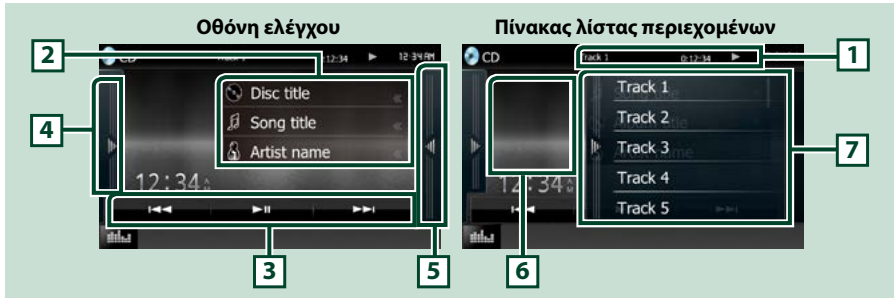 Οθόνη ελέγχου
Πίνακας λίστας περιεχομένων
2
CD
:12:34
12:34 AM
Disc title
Song title
Artist name
4
12:34
3
5
CD
Track 1
0:12:34
1
Track 1
Track 2
Track 3
Track 4
Track 5
7
12:34
6